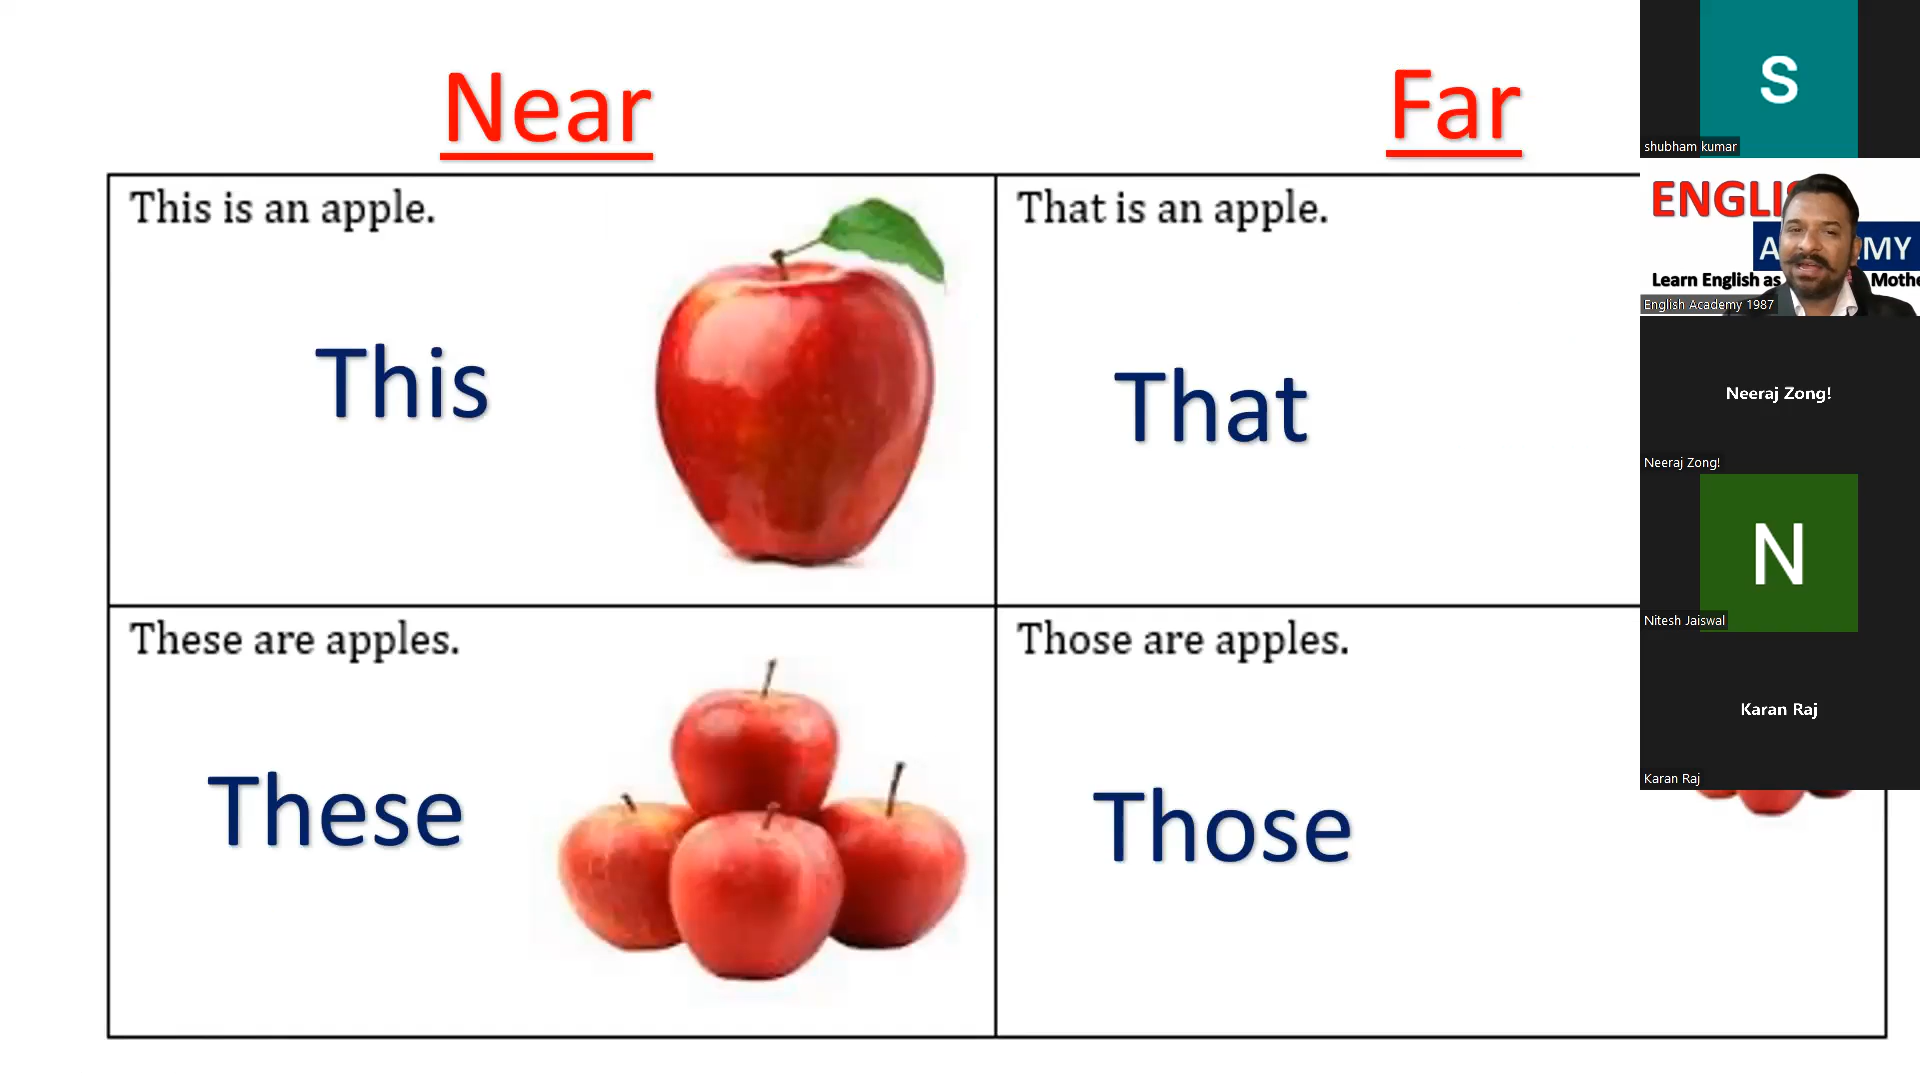 Near
Far
This is an apple.
This
That is an apple.
That
These are apples.
These
Those are apples.
Those
S
shubham kumar
ENGLI
A MY
Learn English as Mothe
English Academy 1987
Neeraj Zong!
Neeraj Zong!
N
Nitesh Jaiswal
Karan Raj
Karan Raj